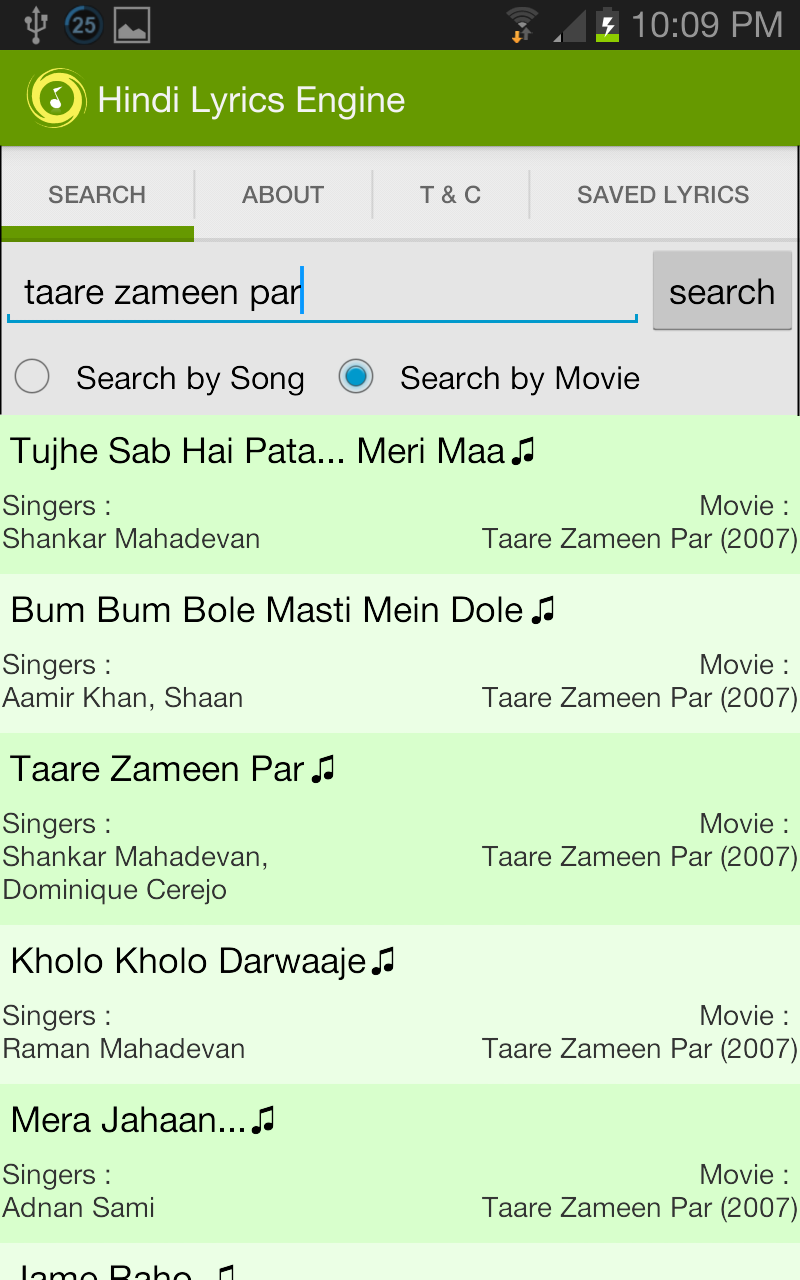 25
10:09 PM
Hindi Lyrics Engine
SEARCH ABOUT T & C SAVED LYRICS
taare zameen par search
Search by Song Search by Movie
Tujhe Sab Hai Pata... Meri Maa♫
Singers : Movie :
Shankar Mahadevan Taare Zameen Par (2007)
Bum Bum Bole Masti Mein Dole♫
Singers : Movie :
Aamir Khan, Shaan Taare Zameen Par (2007)
Taare Zameen Par♫
Singers : Movie :
Shankar Mahadevan, Taare Zameen Par (2007)
Dominique Cerejo
Kholo Kholo Darwaaje♫
Singers : Movie :
Raman Mahadevan Taare Zameen Par (2007)
Mera Jahaan...♫
Singers : Movie :
Adnan Sami Taare Zameen Par (2007)
Jame Raho ♫